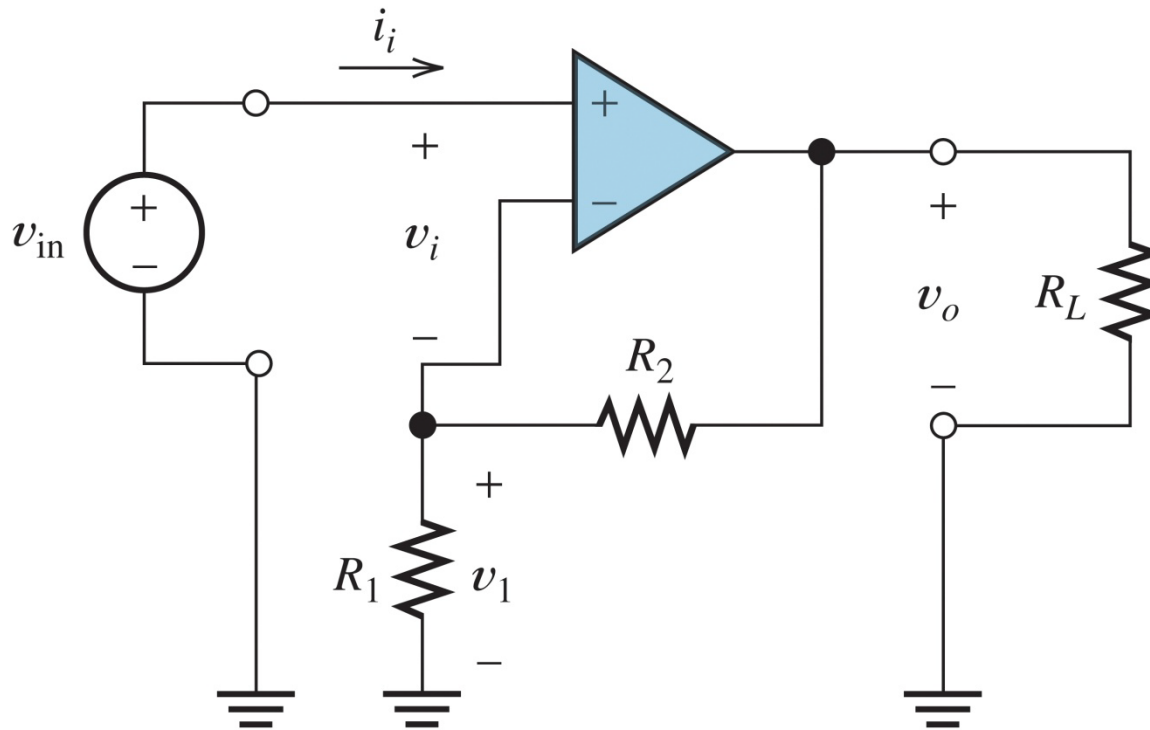 i_i
+
+
−
+
v_in
−
+
v_i
−
+
v_o
−
R_L
R_2
+
R_1
v_1
−